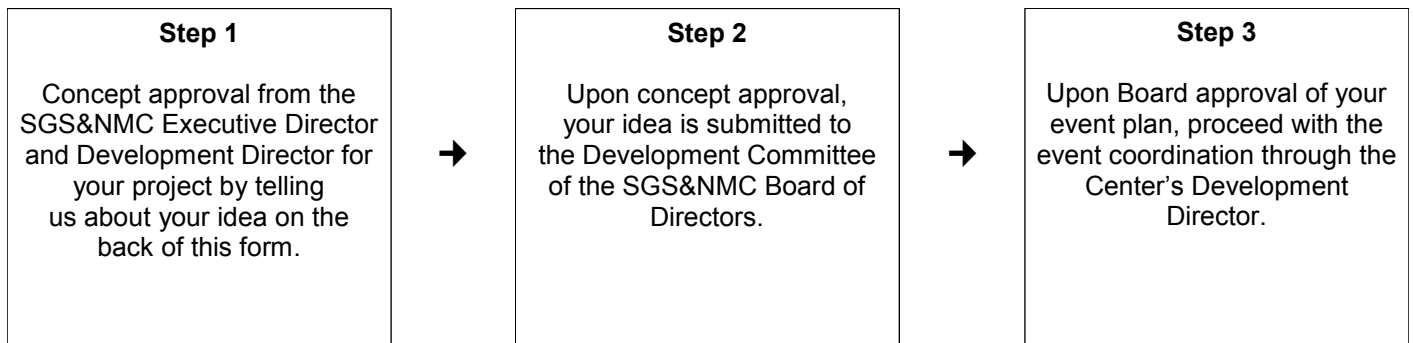 Step 1
Concept approval from the
SGS&NMC Executive Director
and Development Director for
your project by telling
us about your idea on the
back of this form.
➔
Step 2
Upon concept approval,
your idea is submitted to
the Development Committee
of the SGS&NMC Board of
Directors.
➔
Step 3
Upon Board approval of your
event plan, proceed with the
event coordination through the
Center’s Development
Director.